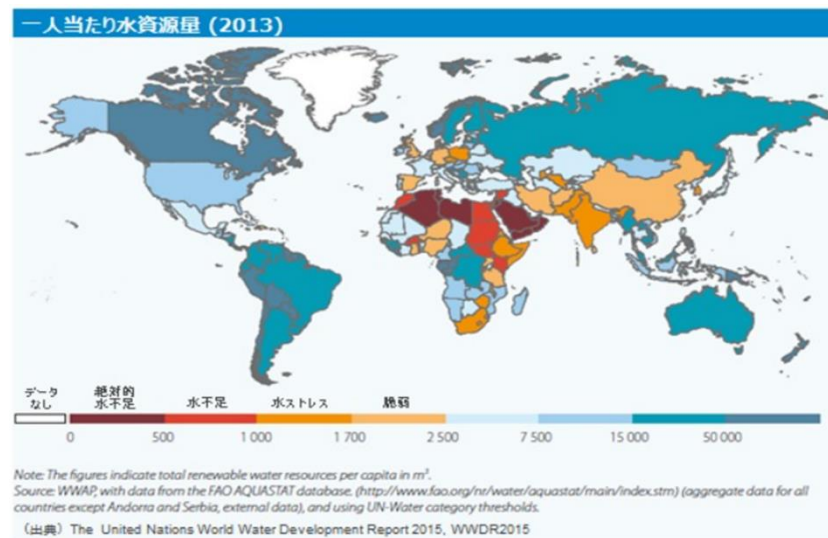 一人当たり水資源量 (2013)
データ
なし
絶対的
水不足
水不足
水ストレス
脆弱
0 500 1 000 1 700 2 500 7 500 15 000 50 000
Note: The figures indicate total renewable water resources per capita in m³.
Source: WWAP, with data from the FAO AQUASTAT database. (http://www.fao.org/nr/water/aquastat/main/index.stm) (aggregate data for all
countries except Andorra and Serbia, external data), and using UN-Water category thresholds.
（出典）The United Nations World Water Development Report 2015, WWDR2015